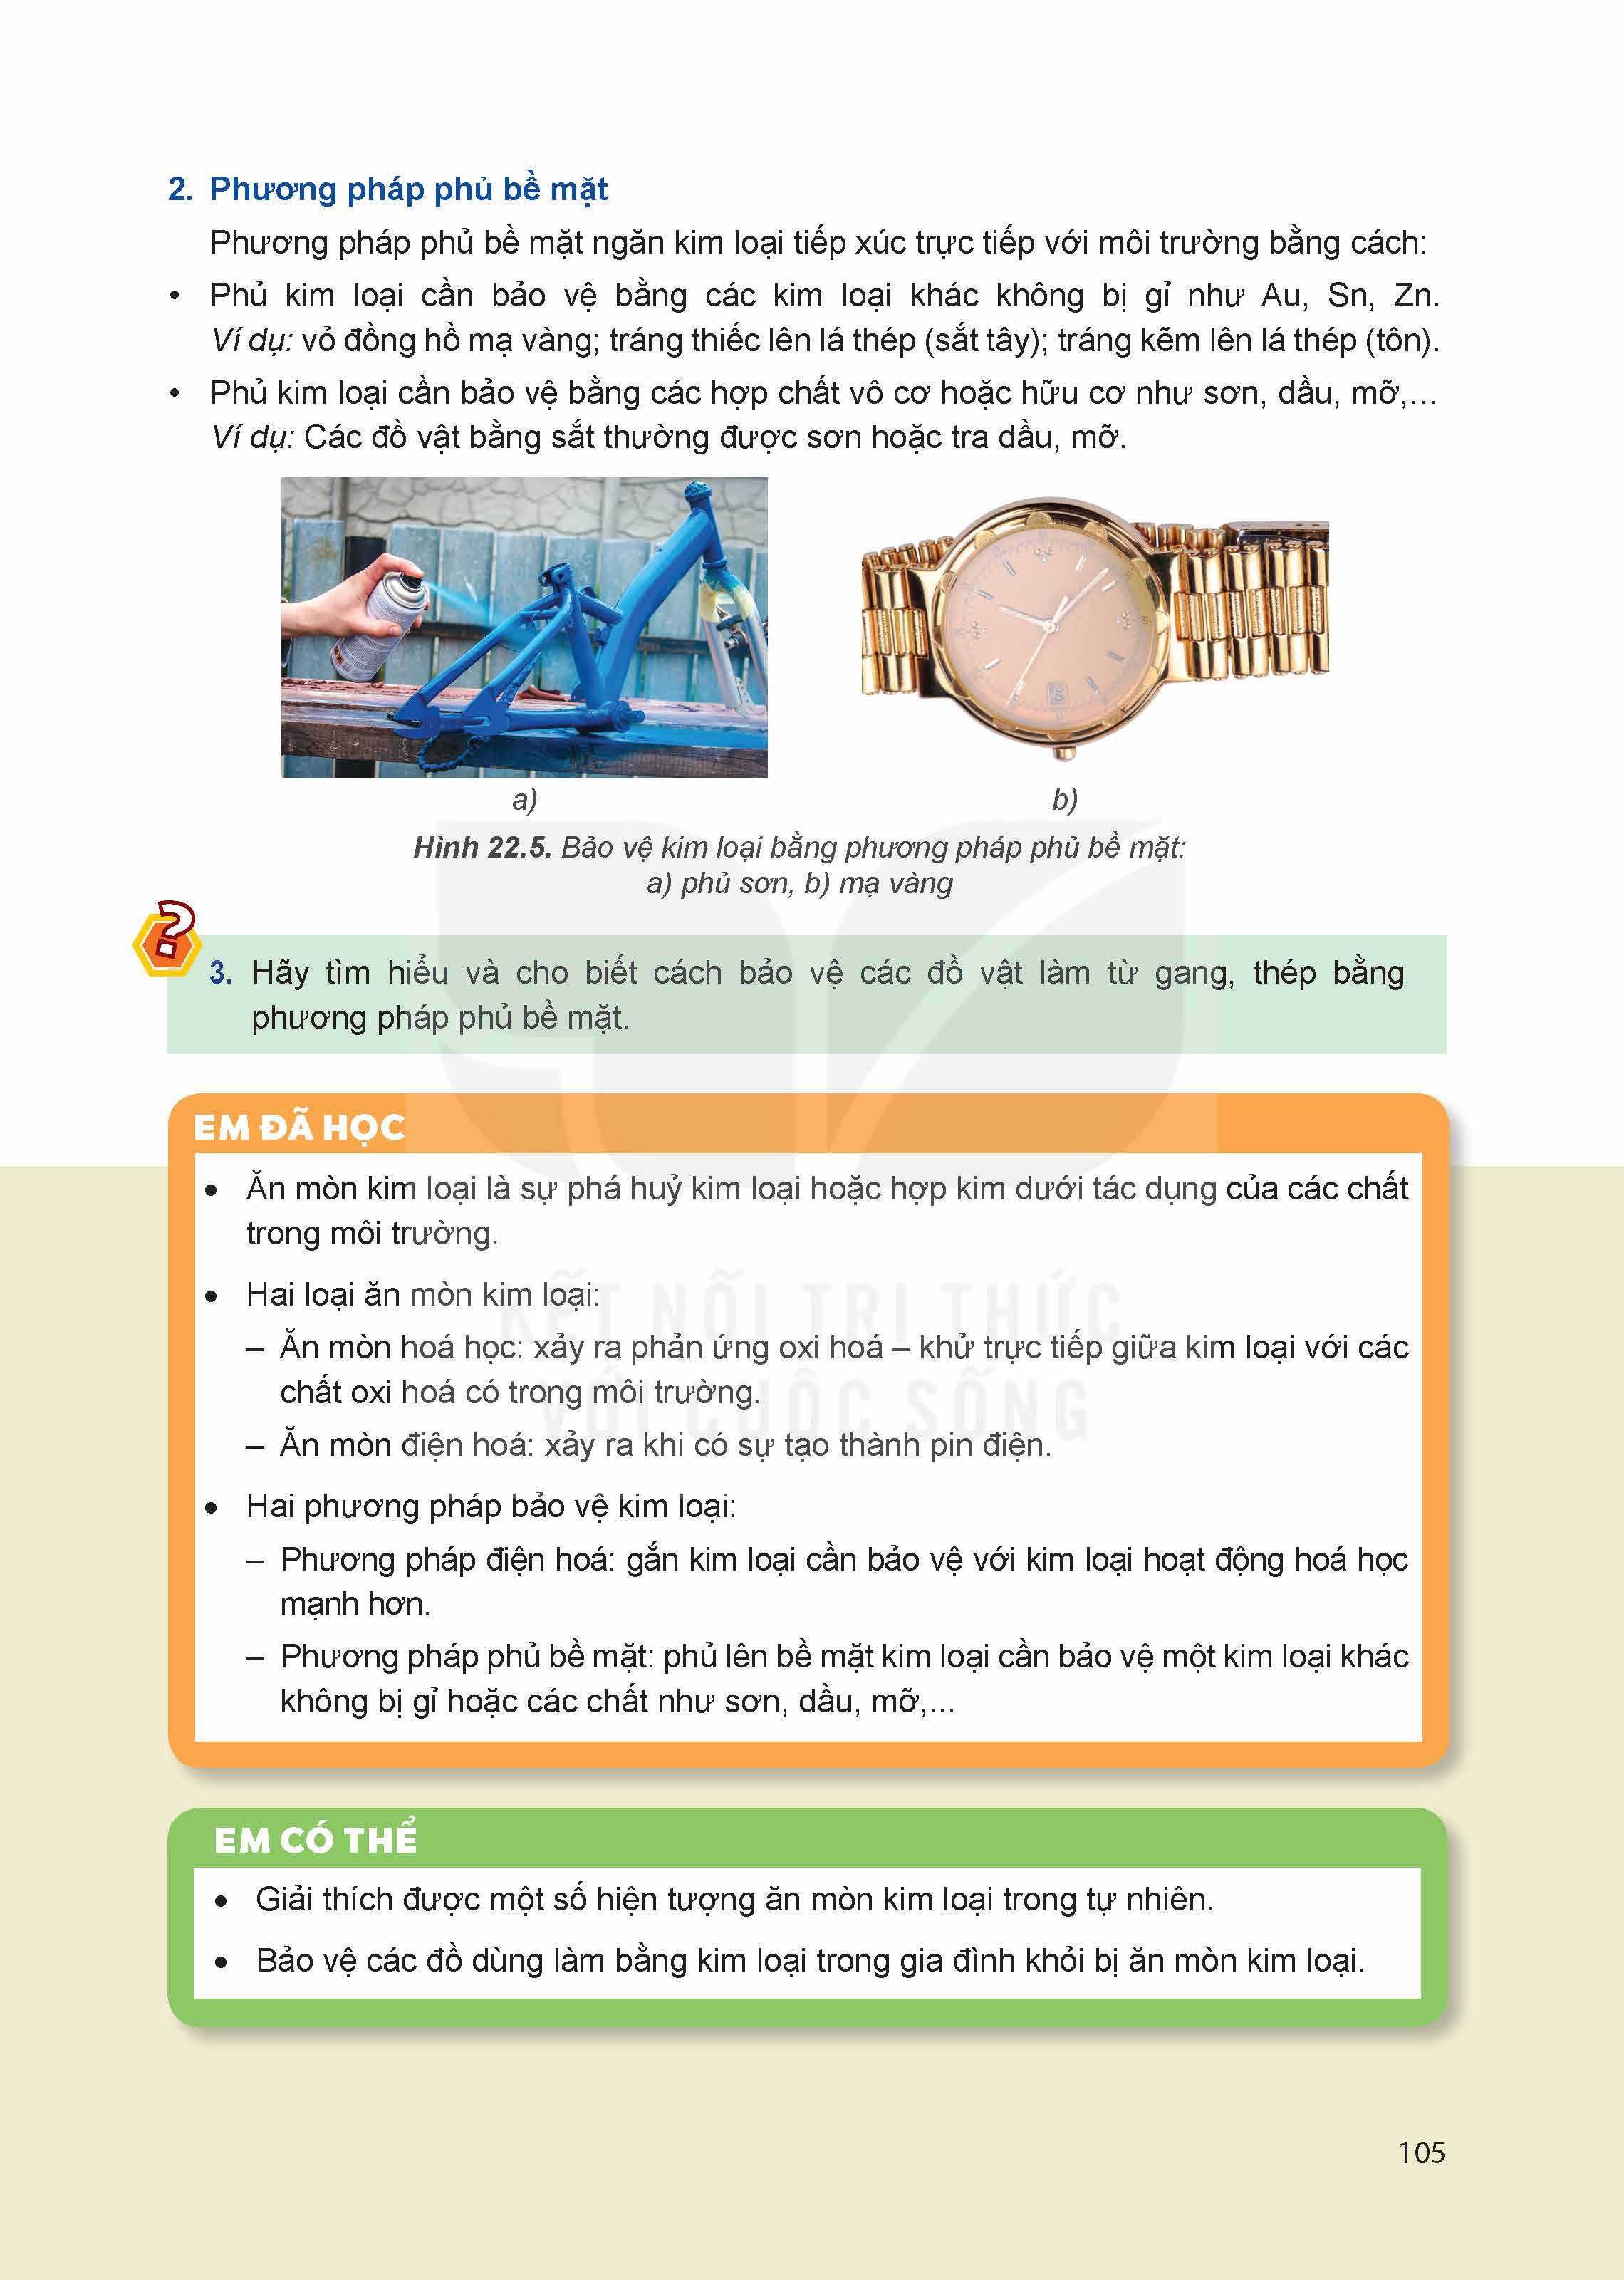 2. Phương pháp phủ bề mặt
Phương pháp phủ bề mặt ngăn kim loại tiếp xúc trực tiếp với môi trường bằng cách:
• Phủ kim loại cần bảo vệ bằng các kim loại khác không bị gỉ như Au, Sn, Zn.
Ví dụ: vỏ đồng hồ mạ vàng; tráng thiếc lên lá thép (sắt tây); tráng kẽm lên lá thép (tôn).
• Phủ kim loại cần bảo vệ bằng các hợp chất vô cơ hoặc hữu cơ như sơn, dầu, mỡ,...
Ví dụ: Các đồ vật bằng sắt thường được sơn hoặc tra dầu, mỡ.
a)
b)
Hình 22.5. Bảo vệ kim loại bằng phương pháp phủ bề mặt:
a) phủ sơn, b) mạ vàng
?
3. Hãy tìm hiểu và cho biết cách bảo vệ các đồ vật làm từ gang, thép bằng
phương pháp phủ bề mặt.
EM ĐÃ HỌC
• Ăn mòn kim loại là sự phá huỷ kim loại hoặc hợp kim dưới tác dụng của các chất
trong môi trường.
• Hai loại ăn mòn kim loại:
– Ăn mòn hoá học: xảy ra phản ứng oxi hoá – khử trực tiếp giữa kim loại với các
chất oxi hoá có trong môi trường.
– Ăn mòn điện hoá: xảy ra khi có sự tạo thành pin điện.
• Hai phương pháp bảo vệ kim loại:
– Phương pháp điện hoá: gắn kim loại cần bảo vệ với kim loại hoạt động hoá học
mạnh hơn.
– Phương pháp phủ bề mặt: phủ lên bề mặt kim loại cần bảo vệ một kim loại khác
không bị gỉ hoặc các chất như sơn, dầu, mỡ,...
KẾT NỐI TRI THỨC
VỚI CUỘC SỐNG
EM CÓ THỂ
• Giải thích được một số hiện tượng ăn mòn kim loại trong tự nhiên.
• Bảo vệ các đồ dùng làm bằng kim loại trong gia đình khỏi bị ăn mòn kim loại.
105